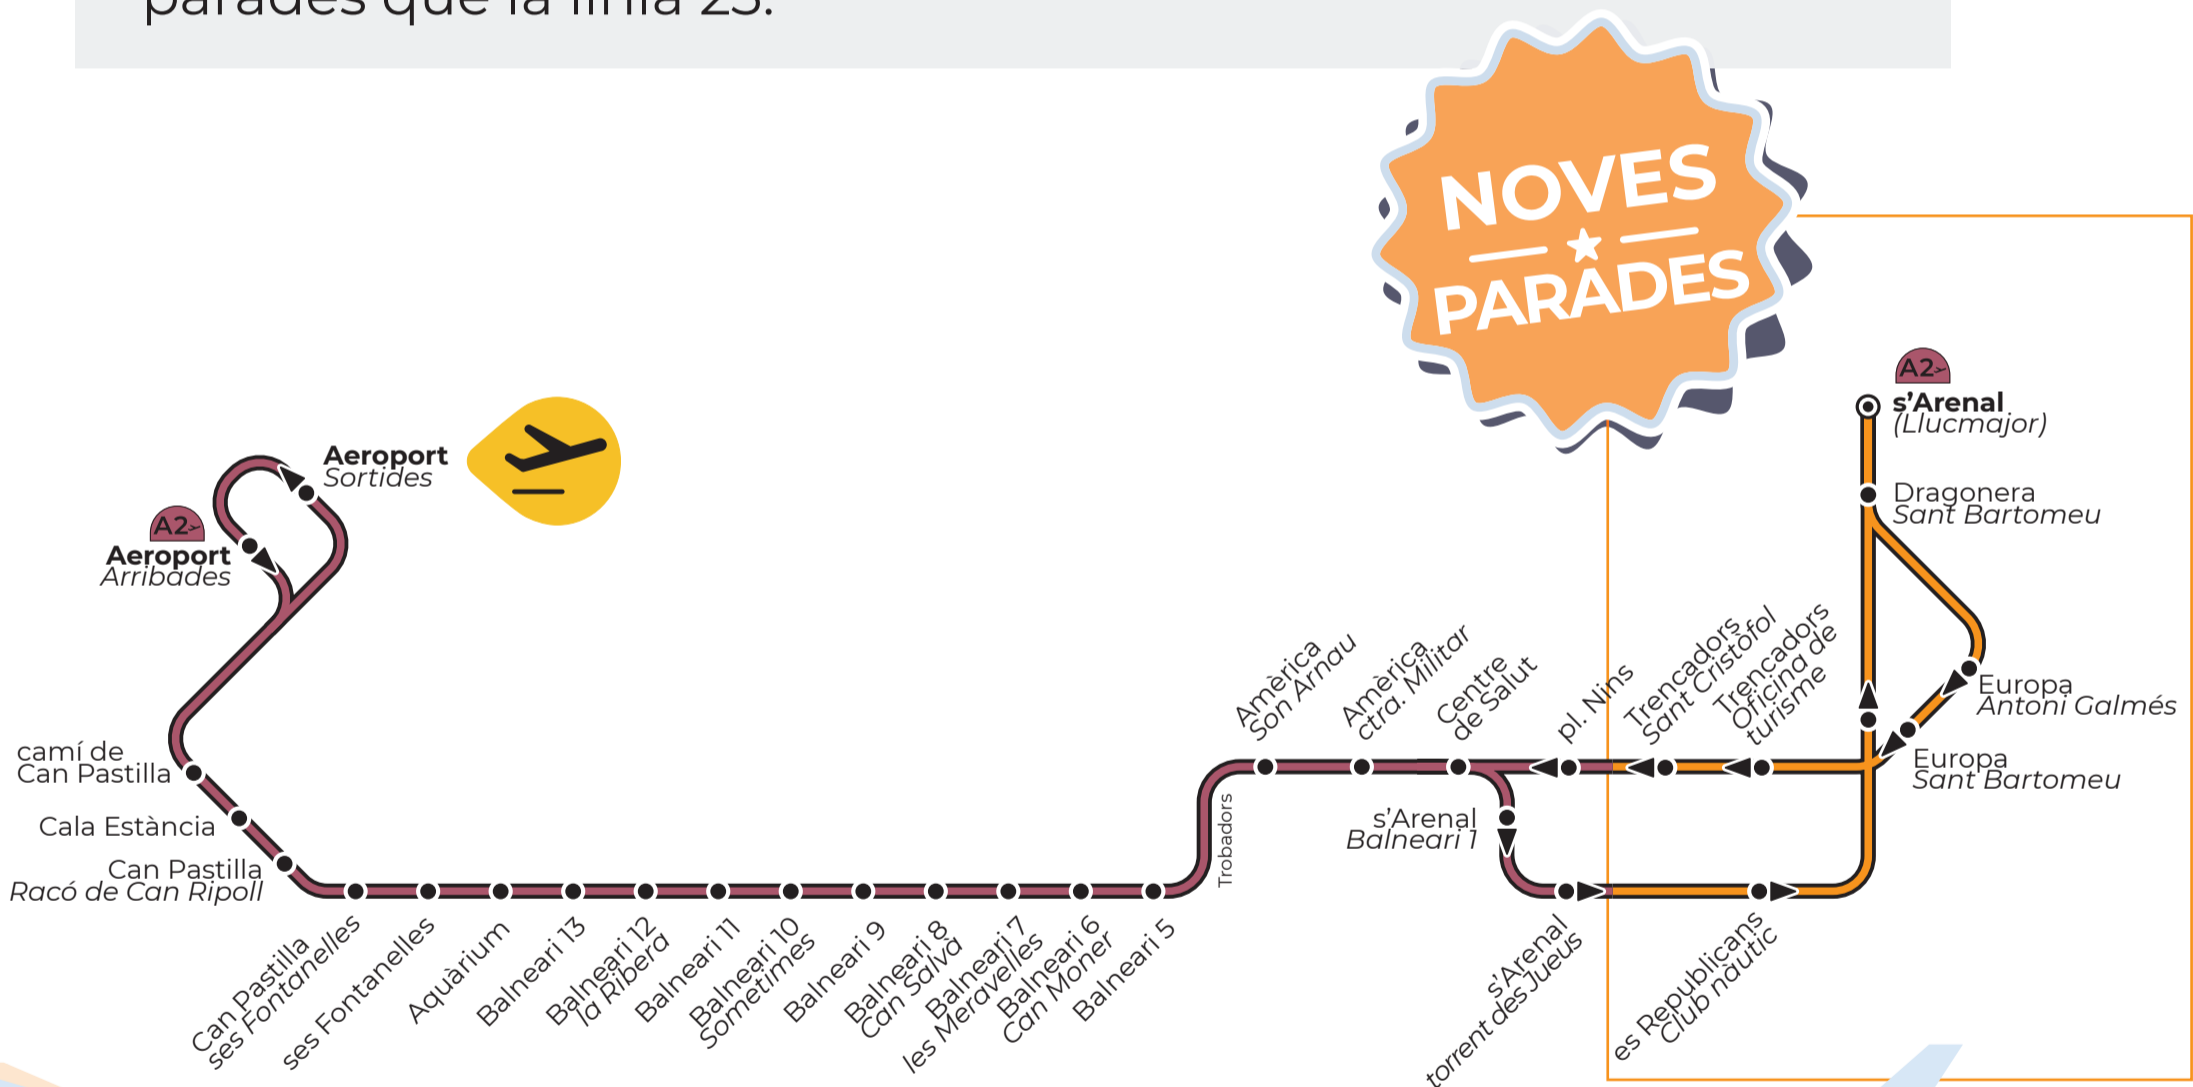 parades que la línia 25.
NOVES
PARADES
A2
s'Arenal
(Llucmajor)
Dragonera
Sant Bartomeu
Aeroport
Sortides
A2
Aeroport
Arribades
Europa
Antoni Galmés
Europa
Sant Bartomeu
Amèrica
Son Arnau
Amèrica
ctra. Militar
Centre
de Salut
pl. Nins
Trencadors
Sant Cristòfol
Trencadors
Oficina de
turisme
camí de
Can Pastilla
Cala Estància
Can Pastilla
Racó de Can Ripoll
Trobadors
s'Arenal
Balneari 1
Can Pastilla
ses Fontanelles
ses Fontanelles
Aquàrium
Balneari 13
Balneari 12
la Ribera
Balneari 11
Balneari 10
Sometimes
Balneari 9
Balneari 8
Can Salvà
Balneari 7
les Meravelles
Balneari 6
Can Moner
Balneari 5
s'Arenal
torrent des Jueus
es Republicans
Club nàutic